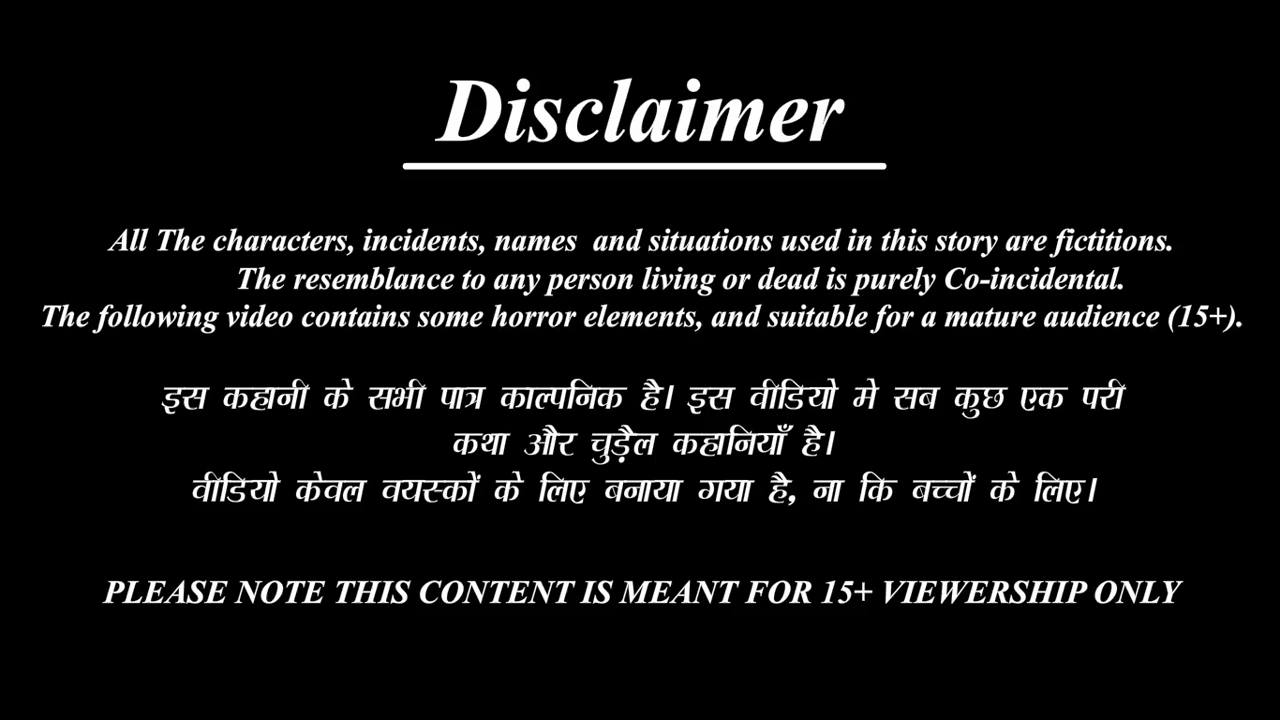 Disclaimer
All The characters, incidents, names and situations used in this story are fictitions.
The resemblance to any person living or dead is purely Co-incidental.
The following video contains some horror elements, and suitable for a mature audience (15+).
इस कहानी के सभी पात्र काल्पनिक है। इस वीडियो मे सब कुछ एक परी
कथा और चुड़ैल कहानियाँ है।
वीडियो केवल वयस्कों के लिए बनाया गया है, ना कि बच्चों के लिए।
PLEASE NOTE THIS CONTENT IS MEANT FOR 15+ VIEWERSHIP ONLY